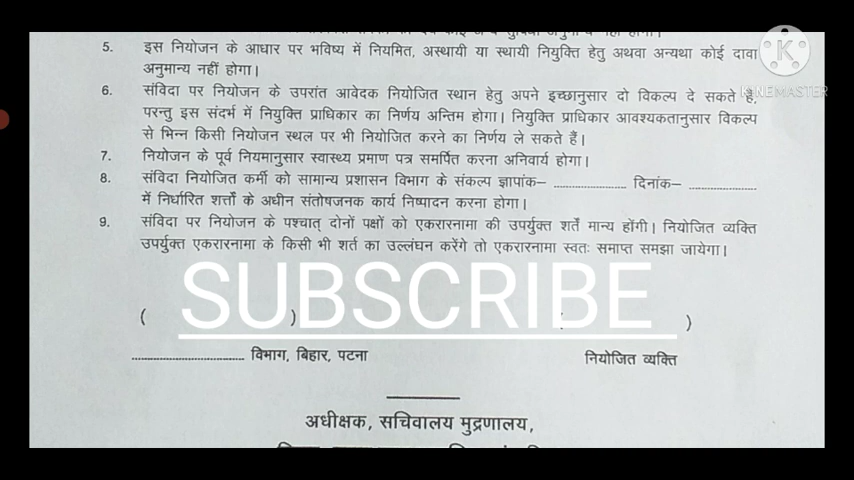 5. इस नियोजन के आधार पर भविष्य में नियमित, अस्थायी या स्थायी नियुक्ति हेतु अथवा अन्यथा कोई दावा
अनुमान्य नहीं होगा।
6. संविदा पर नियोजन के उपरांत आवेदक नियोजित स्थान हेतु अपने इच्छानुसार दो विकल्प दे सकते हैं,
परन्तु इस संदर्भ में नियुक्ति प्राधिकार का निर्णय अन्तिम होगा। नियुक्ति प्राधिकार आवश्यकतानुसार विकल्प
से भिन्न किसी नियोजन स्थल पर भी नियोजित करने का निर्णय ले सकते हैं।
7. नियोजन के पूर्व नियमानुसार स्वास्थ्य प्रमाण पत्र समर्पित करना अनिवार्य होगा।
8. संविदा नियोजित कर्मी को सामान्य प्रशासन विभाग के संकल्प ज्ञापांक– ........................ दिनांक– ........................
में निर्धारित शर्त्तों के अधीन संतोषजनक कार्य निष्पादन करना होगा।
9. संविदा पर नियोजन के पश्चात् दोनों पक्षों को एकरारनामा की उपर्युक्त शर्तें मान्य होंगी। नियोजित व्यक्ति
उपर्युक्त एकरारनामा के किसी भी शर्त का उल्लंघन करेंगे तो एकरारनामा स्वतः समाप्त समझा जायेगा।
SUBSCRIBE
( ) )
........................ विभाग, बिहार, पटना नियोजित व्यक्ति
अधीक्षक, सचिवालय मुद्रणालय,
K
KINEMASTER